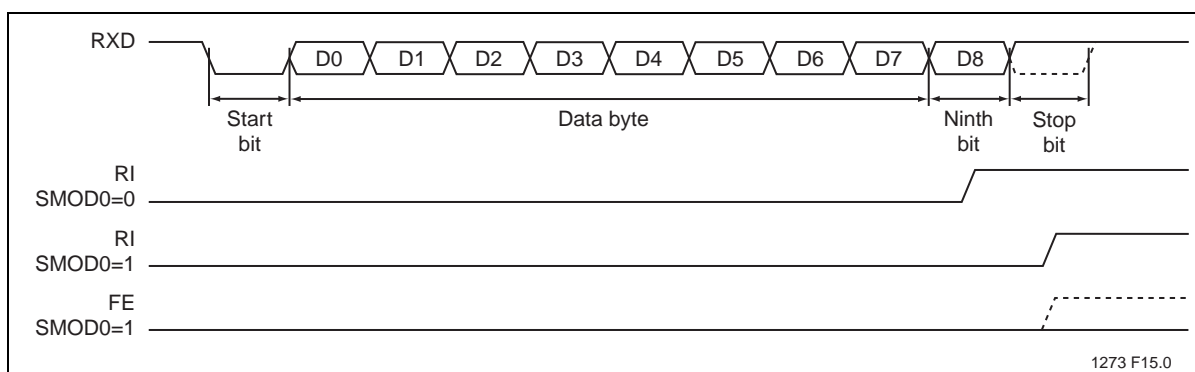 RXD
D0 D1 D2 D3 D4 D5 D6 D7 D8
Start bit
Data byte
Ninth bit
Stop bit
RI
SMOD0=0
RI
SMOD0=1
FE
SMOD0=1
1273 F15.0